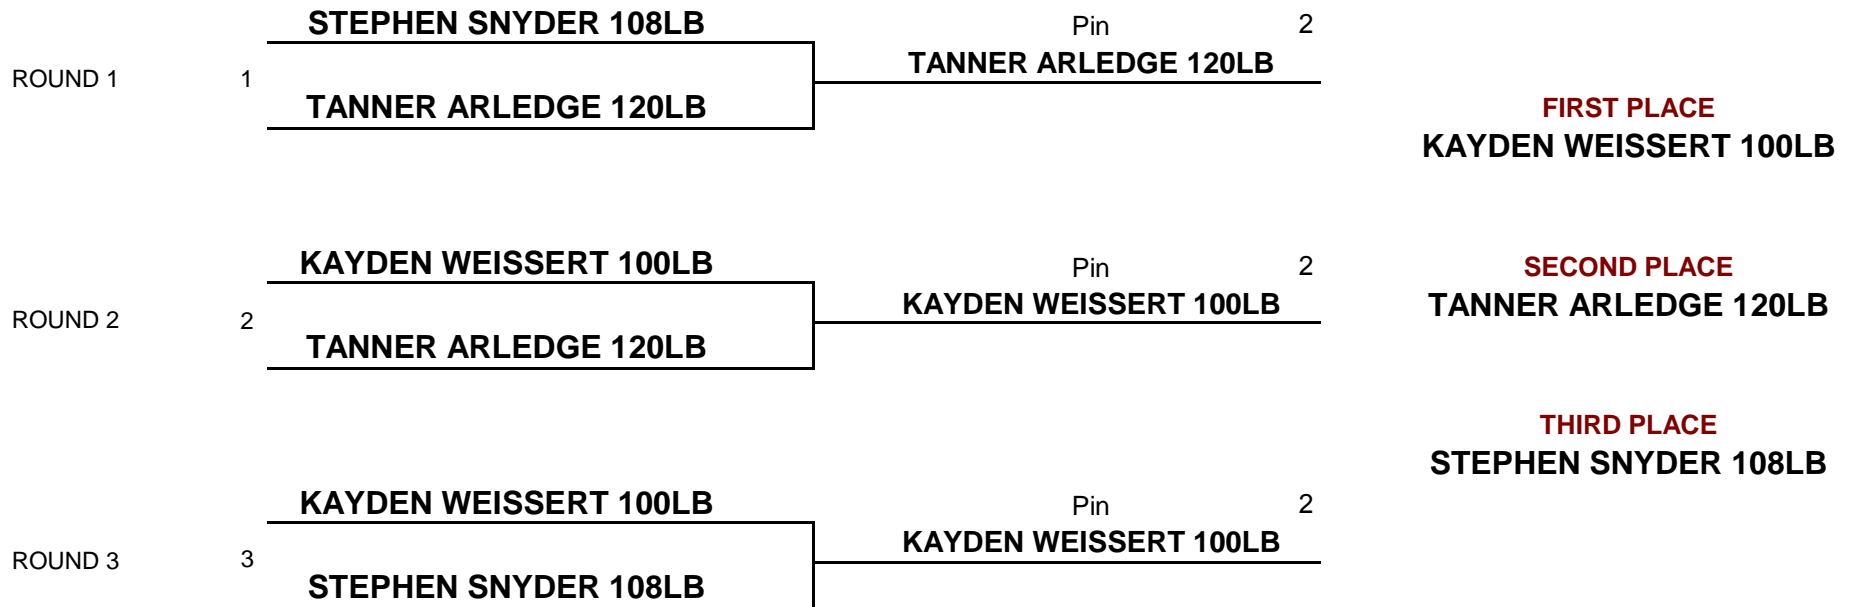 STEPHEN SNYDER 108LB
Pin 2
TANNER ARLEDGE 120LB
ROUND 1 1
TANNER ARLEDGE 120LB
FIRST PLACE
KAYDEN WEISSERT 100LB
KAYDEN WEISSERT 100LB
Pin 2
SECOND PLACE
KAYDEN WEISSERT 100LB
TANNER ARLEDGE 120LB
ROUND 2 2
TANNER ARLEDGE 120LB
THIRD PLACE
STEPHEN SNYDER 108LB
KAYDEN WEISSERT 100LB
Pin 2
KAYDEN WEISSERT 100LB
ROUND 3 3
STEPHEN SNYDER 108LB